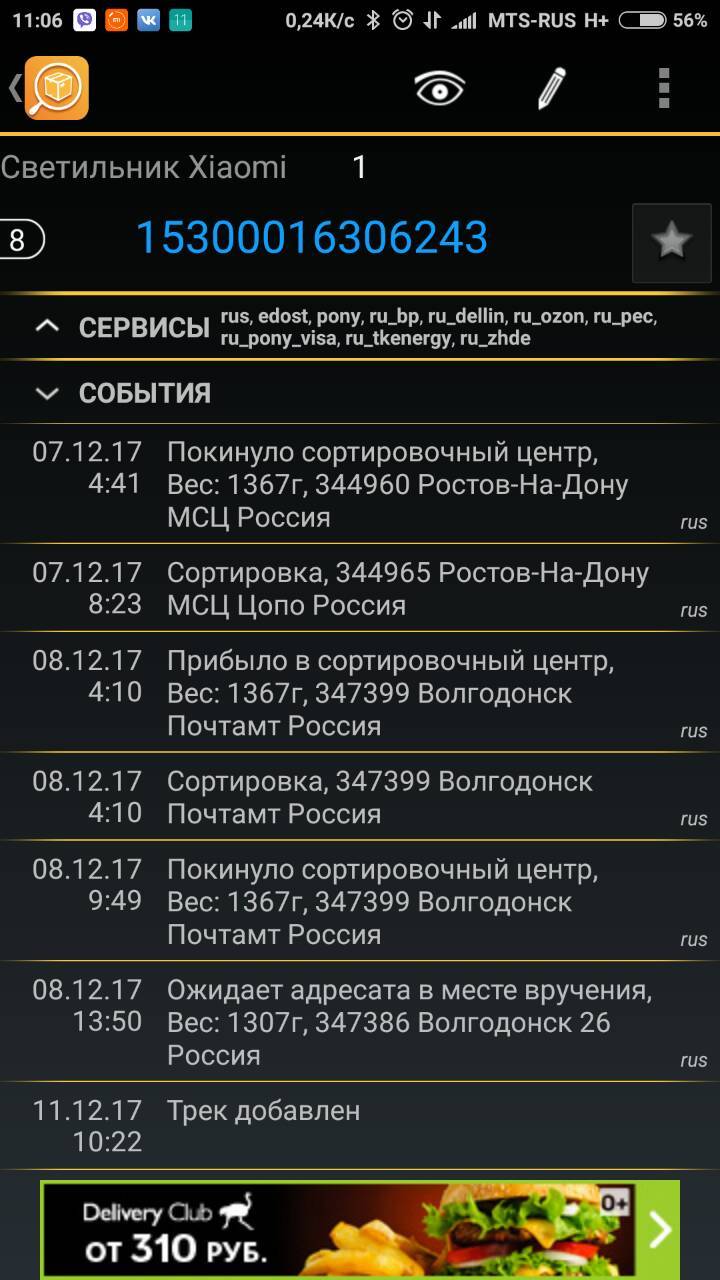 11:06 11 0,24K/с MTS-RUS H+ 56%
Светильник Xiaomi 1
8 15300016306243
СЕРВИСЫ rus, edost, pony, ru_bp, ru_dellin, ru_ozon, ru_pec,
ru_pony_visa, ru_tkenergy, ru_zhde
СОБЫТИЯ
07.12.17 Покинуло сортировочный центр,
4:41 Вес: 1367г, 344960 Ростов-На-Дону
МСЦ Россия rus
07.12.17 Сортировка, 344965 Ростов-На-Дону
8:23 МСЦ Цопо Россия rus
08.12.17 Прибыло в сортировочный центр,
4:10 Вес: 1367г, 347399 Волгодонск
Почтамт Россия rus
08.12.17 Сортировка, 347399 Волгодонск
4:10 Почтамт Россия rus
08.12.17 Покинуло сортировочный центр,
9:49 Вес: 1367г, 347399 Волгодонск
Почтамт Россия rus
08.12.17 Ожидает адресата в месте вручения,
13:50 Вес: 1307г, 347386 Волгодонск 26
Россия rus
11.12.17 Трек добавлен
10:22
Delivery Club 0+
ОТ 310 РУБ.